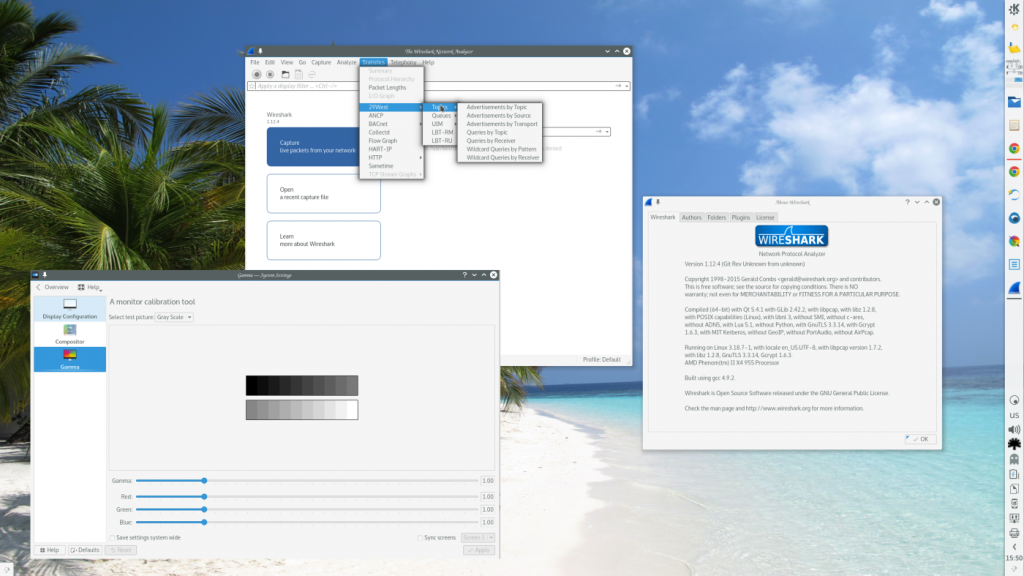 The Wireshark Network Analyzer
File Edit View Go Capture Analyze Statistics Telephony Help
Apply a display filter ... <Ctrl-/>
Summary
Protocol Hierarchy
Packet Lengths
I/O Graph
29West
ANCP
BACnet
Collectd
Flow Graph
HART-IP
HTTP
Sametime
TCP Stream Graphs
Topics
Queues
UIM
LBT-RM
LBT-RU
Advertisements by Topic
Advertisements by Source
Advertisements by Transport
Queries by Topic
Queries by Receiver
Wildcard Queries by Pattern
Wildcard Queries by Receiver
Wireshark
1.12.4
Capture
live packets from your network
Open
a recent capture file
Learn
more about Wireshark
Profile: Default
About Wireshark
Wireshark Authors Folders Plugins License
WIRESHARK
Network Protocol Analyzer
Version 1.12.4 (Git Rev Unknown from unknown)
Copyright 1998-2015 Gerald Combs <gerald@wireshark.org> and contributors.
This is free software; see the source for copying conditions. There is NO
warranty; not even for MERCHANTABILITY or FITNESS FOR A PARTICULAR PURPOSE.
Compiled (64-bit) with Qt 5.4.1 with GLib 2.42.2, with libpcap, with libz 1.2.8,
with POSIX capabilities (Linux), with libnl 3, without SMI, without c-ares,
without ADNS, with Lua 5.1, without Python, with GnuTLS 3.3.14, with Gcrypt
1.6.3, with MIT Kerberos, without GeoIP, without PortAudio, with AirPcap.
Running on Linux 3.18.7-1, with locale en_US.UTF-8, with libpcap version 1.7.2,
with libz 1.2.8, GnuTLS 3.3.14, Gcrypt 1.6.3.
AMD Phenom(tm) II X4 955 Processor
Built using gcc 4.9.2.
Wireshark is Open Source Software released under the GNU General Public License.
Check the man page and http://www.wireshark.org for more information.
OK
Gamma — System Settings
Overview Help
Display Configuration
Compositor
Gamma
A monitor calibration tool
Select test picture: Gray Scale
Gamma: 1.00
Red: 1.00
Green: 1.00
Blue: 1.00
Save settings system wide
Sync screens Screen 1
Help Defaults Reset Apply
US
15:50